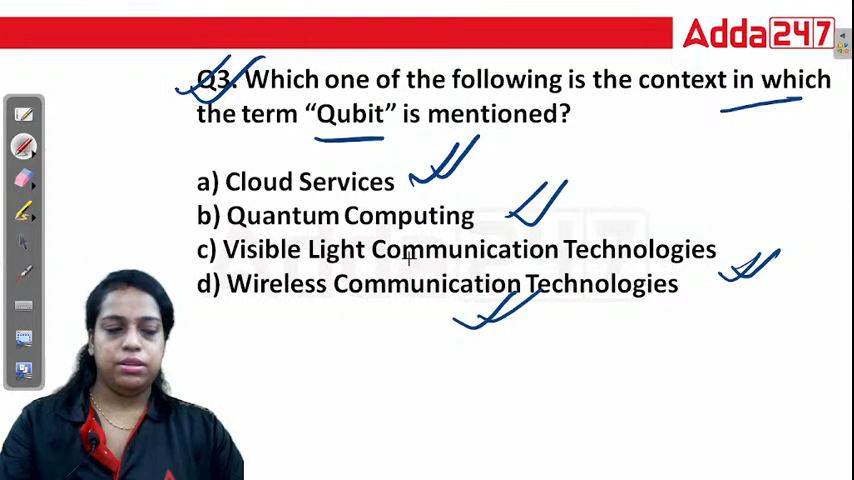 Adda247
Q3. Which one of the following is the context in which
the term “Qubit” is mentioned?
a) Cloud Services
b) Quantum Computing
c) Visible Light Communication Technologies
d) Wireless Communication Technologies